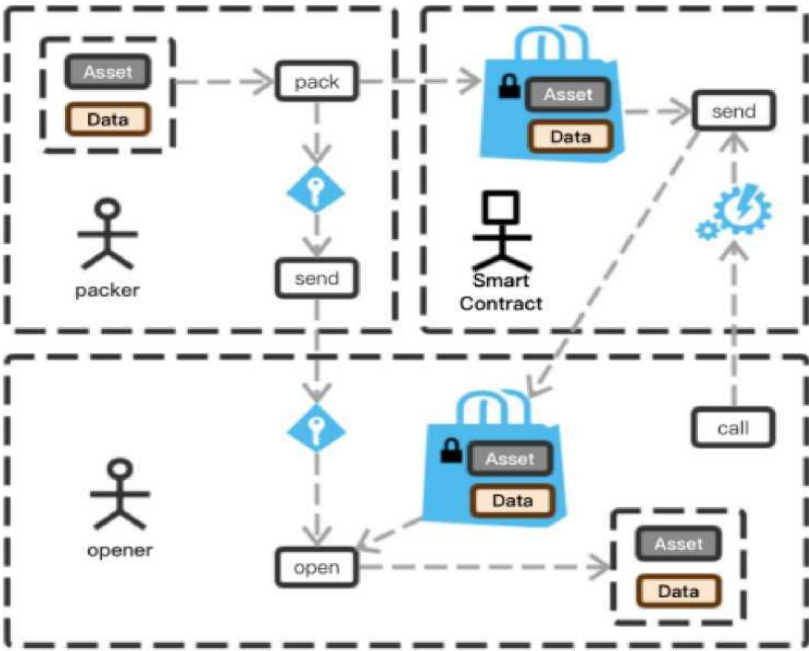 Asset
Data
pack
send
packer
Asset
Data
send
Smart
Contract
Asset
Data
call
opener
open
Asset
Data